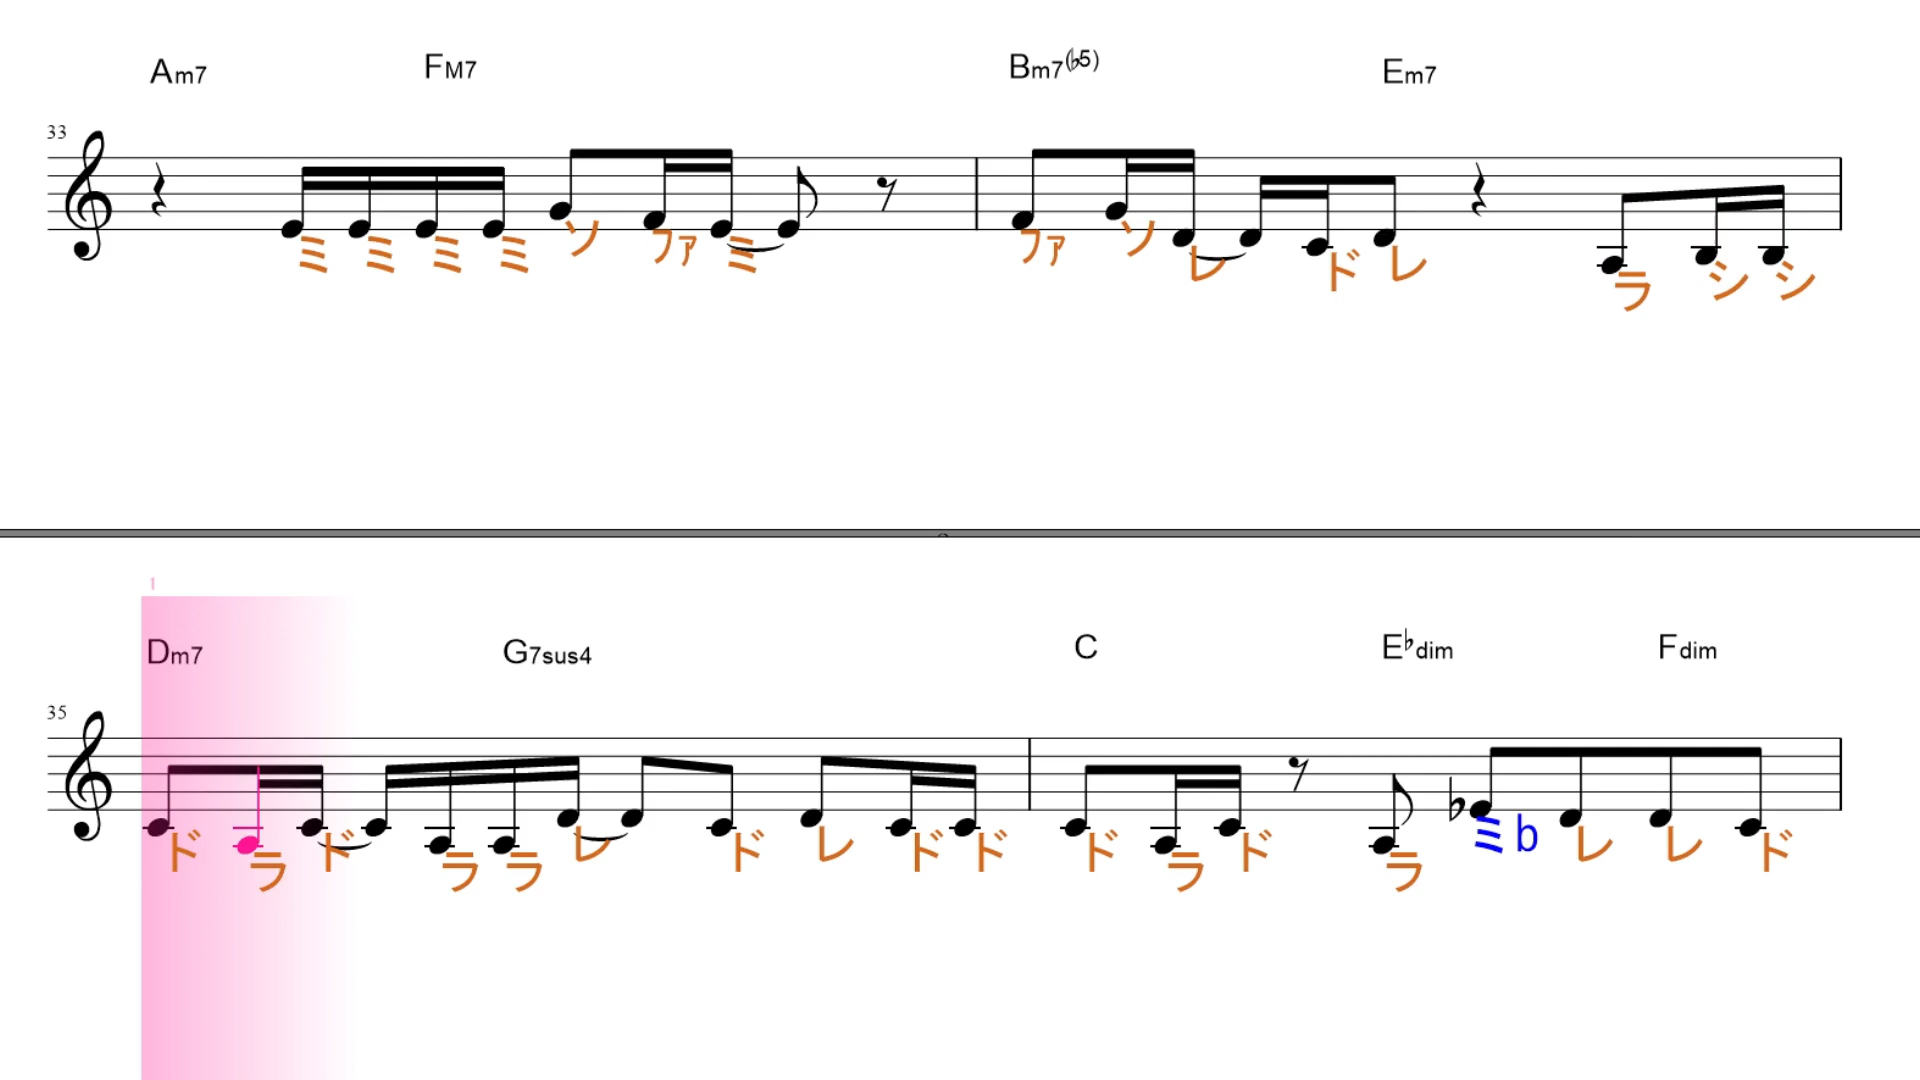 Am7 FM7 Bm7(♭5) Em7
33
ミ ミ ミ ミ ソ ファ ミ ファ ソ レ ド レ ラ シ シ
1
Dm7 G7sus4 C E♭dim Fdim
35
ド ラ ド ラ ラ レ ド レ ド ド ド ラ ド ラ ミb レ レ ド